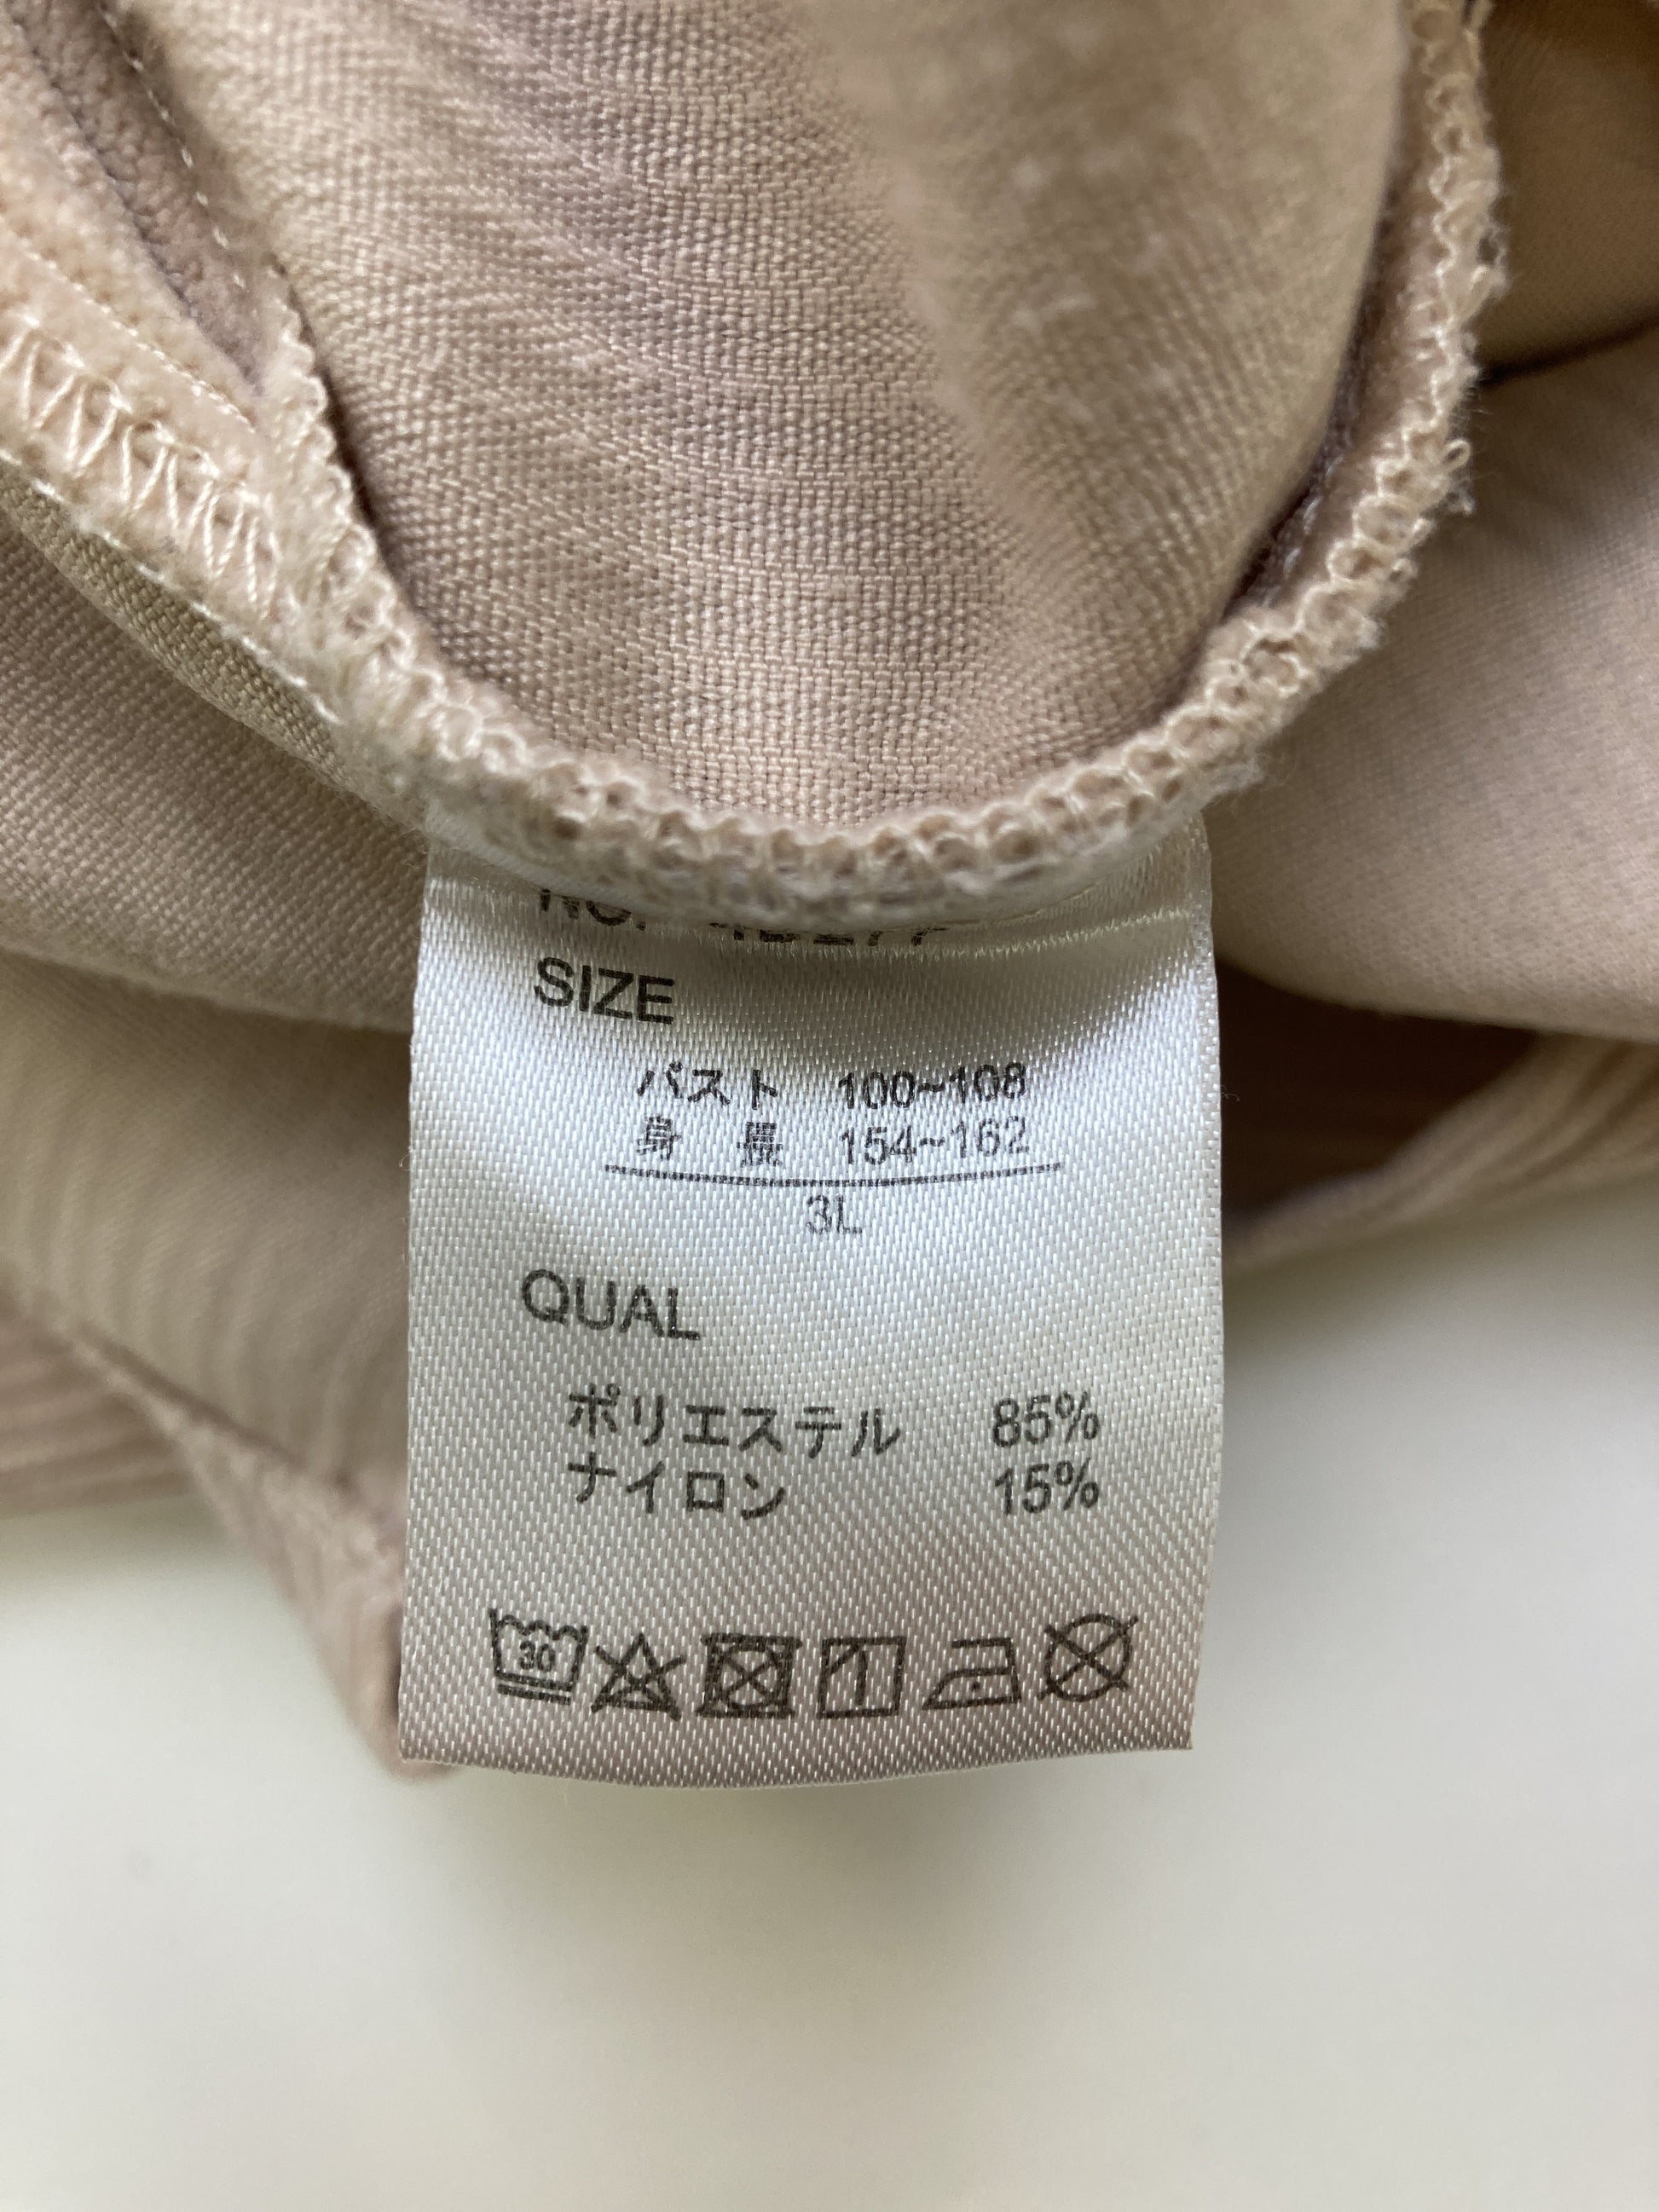 SIZE
バスト 100~108
身 長 154~162
3L
QUAL
ポリエステル 85%
ナイロン 15%
30